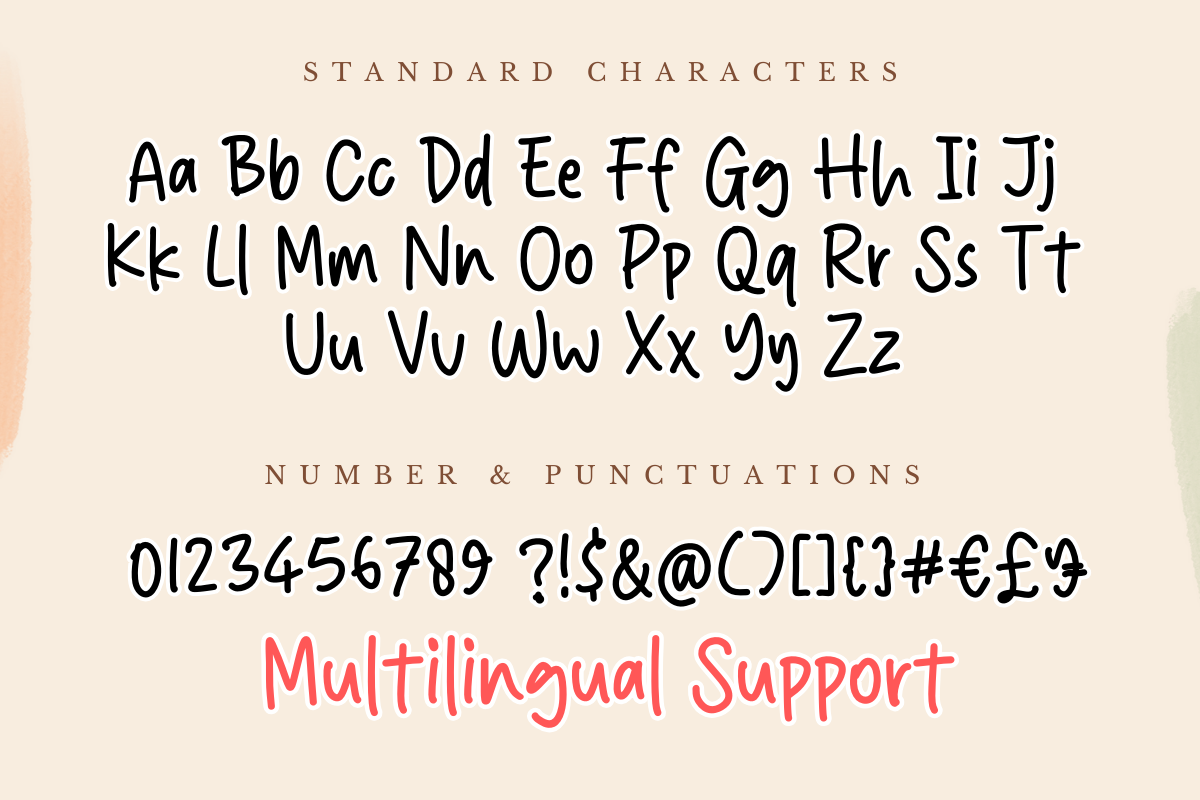 STANDARD CHARACTERS
Aa Bb Cc Dd Ee Ff Gg Hh Ii Jj
Kk Ll Mm Nn Oo Pp Qq Rr Ss Tt
Uu Vv Ww Xx Yy Zz
NUMBER & PUNCTUATIONS
0123456789 ?!$&@()[]{}#€£¥
Multilingual Support